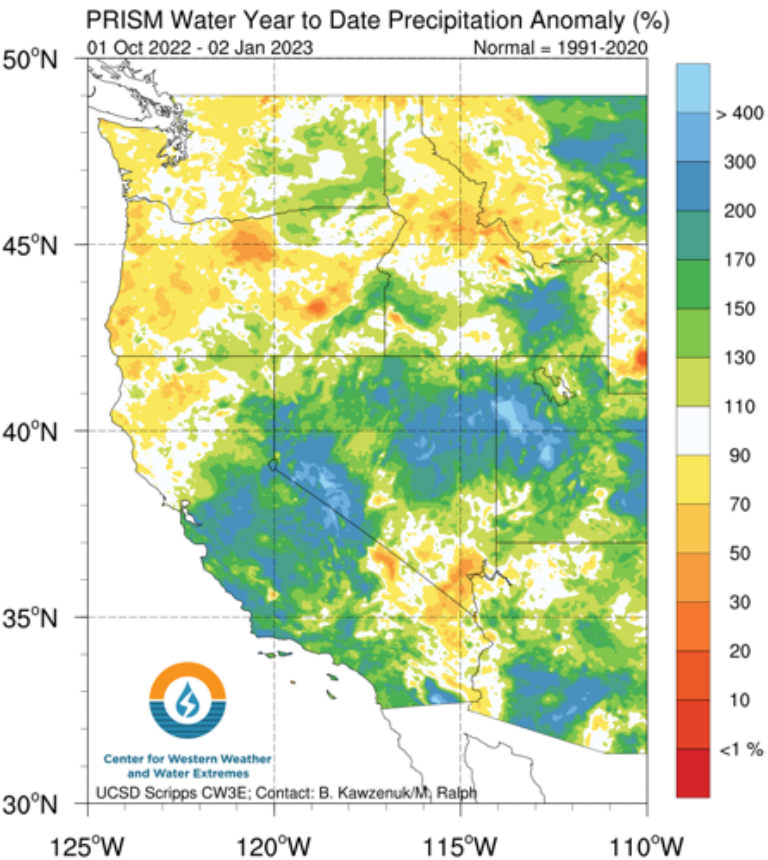 PRISM Water Year to Date Precipitation Anomaly (%)
01 Oct 2022 - 02 Jan 2023 Normal = 1991-2020
50°N
> 400
300
200
45°N
170
150
130
110
40°N
90
70
50
35°N
30
20
10
<1 %
Center for Western Weather
and Water Extremes
UCSD Scripps CW3E; Contact: B. Kawzenuk/M. Ralph
30°N
125°W 120°W 115°W 110°W